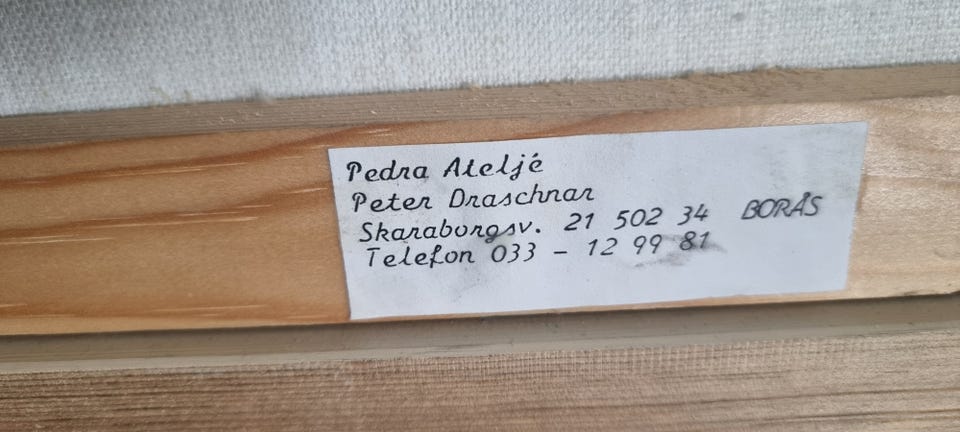 Pedra Ateljé
Peter Draschnar
Skaraborgsv. 21 502 34 BORÅS
Telefon 033 - 12 99 81